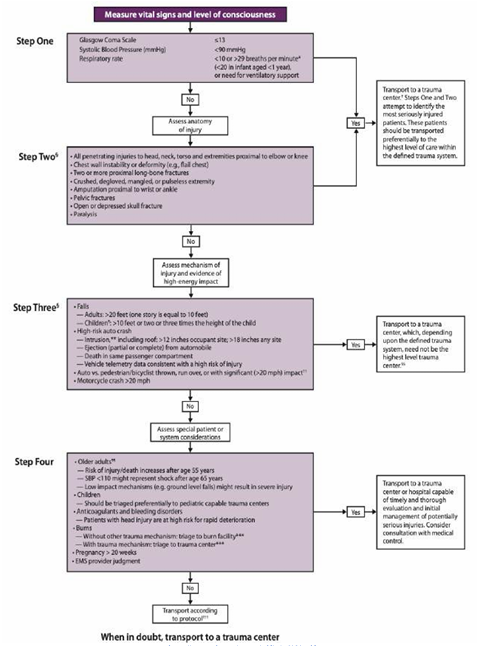 Measure vital signs and level of consciousness
Step One
Glasgow Coma Scale ≤13
Systolic Blood Pressure (mmHg) <90 mmHg
Respiratory rate <10 or >29 breaths per minute*
(<20 in infant aged <1 year),
or need for ventilatory support
No
Assess anatomy
of injury
Yes
Transport to a trauma
center.† Steps One and Two
attempt to identify the
most seriously injured
patients. These patients
should be transported
preferentially to the
highest level of care within
the defined trauma system.
Step Two§
• All penetrating injuries to head, neck, torso and extremities proximal to elbow or knee
• Chest wall instability or deformity (e.g., flail chest)
• Two or more proximal long-bone fractures
• Crushed, degloved, mangled, or pulseless extremity
• Amputation proximal to wrist or ankle
• Pelvic fractures
• Open or depressed skull fracture
• Paralysis
No
Assess mechanism of
injury and evidence of
high-energy impact
Step Three§
• Falls
— Adults: >20 feet (one story is equal to 10 feet)
— Children¶: >10 feet or two or three times the height of the child
• High-risk auto crash
— Intrusion,** including roof: >12 inches occupant site; >18 inches any site
— Ejection (partial or complete) from automobile
— Death in same passenger compartment
— Vehicle telemetry data consistent with a high risk of injury
• Auto vs. pedestrian/bicyclist thrown, run over, or with significant (>20 mph) impact††
• Motorcycle crash >20 mph
Yes
Transport to a trauma
center, which, depending
upon the defined trauma
system, need not be the
highest level trauma
center.§§
No
Assess special patient or
system considerations
Step Four
• Older adults¶¶
— Risk of injury/death increases after age 55 years
— SBP <110 might represent shock after age 65 years
— Low impact mechanisms (e.g. ground level falls) might result in severe injury
• Children
— Should be triaged preferentially to pediatric capable trauma centers
• Anticoagulants and bleeding disorders
— Patients with head injury are at high risk for rapid deterioration
• Burns
— Without other trauma mechanism: triage to burn facility***
— With trauma mechanism: triage to trauma center***
• Pregnancy > 20 weeks
• EMS provider judgment
Yes
Transport to a trauma
center or hospital capable
of timely and thorough
evaluation and initial
management of potentially
serious injuries. Consider
consultation with medical
control.
No
Transport according
to protocol†††
When in doubt, transport to a trauma center